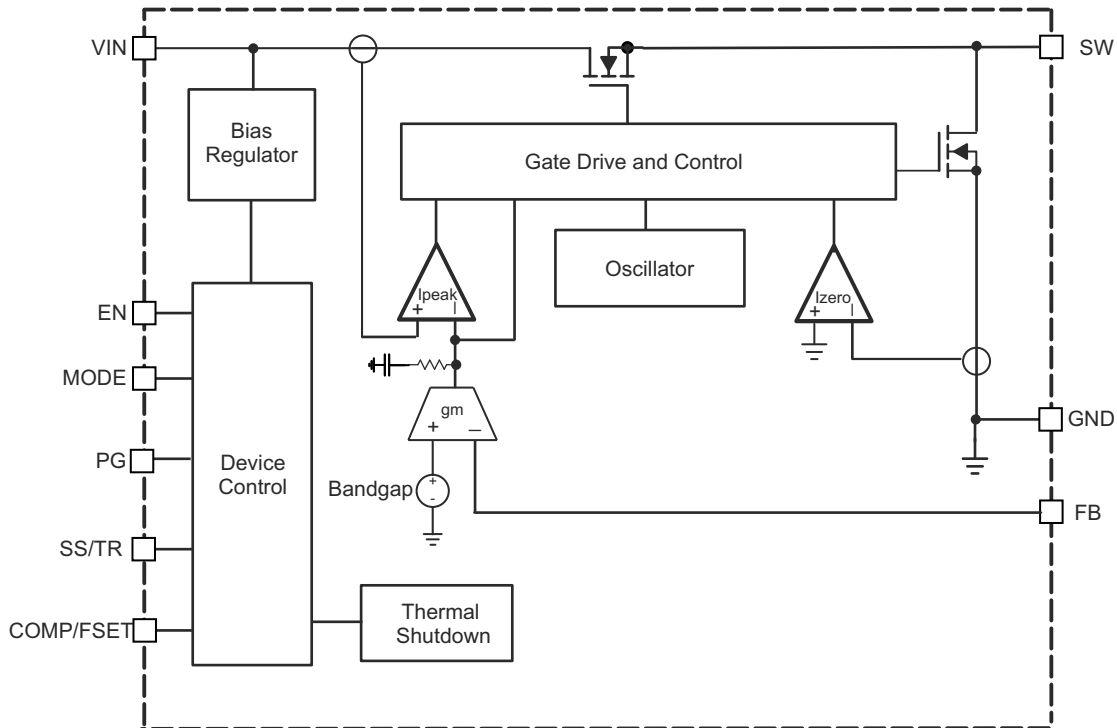 VIN
SW
Bias
Regulator
Gate Drive and Control
Oscillator
Ipeak
+ −
Izero
+ −
EN
MODE
gm
+ −
GND
PG
Device
Control
Bandgap
+
-
FB
SS/TR
Thermal
Shutdown
COMP/FSET